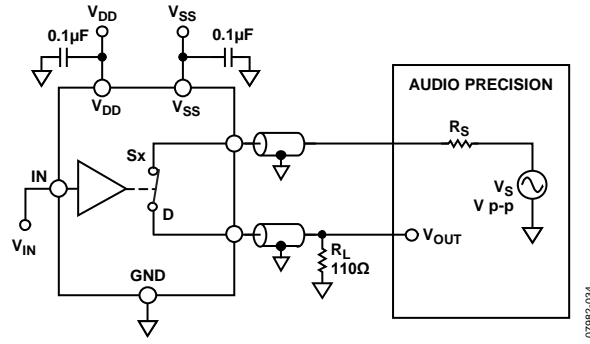 VDD
VSS
0.1µF
0.1µF
VDD
VSS
AUDIO PRECISION
RS
VS
V p-p
Sx
IN
D
VIN
VOUT
RL
110Ω
GND
07982-034